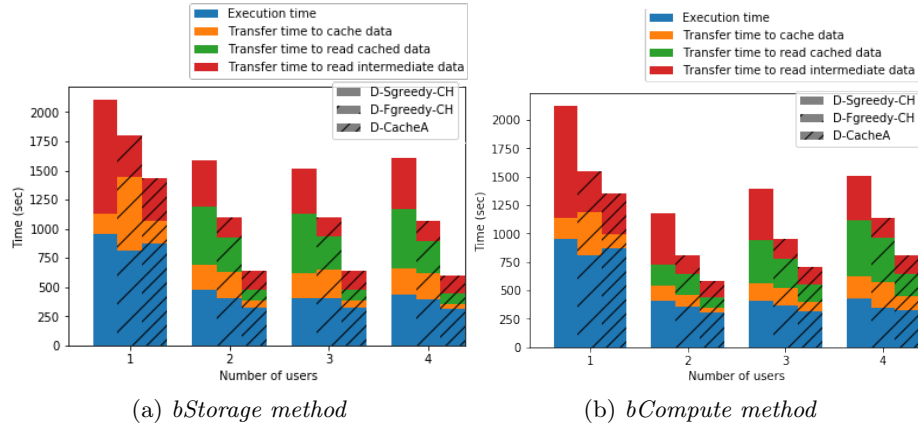 Execution time
Transfer time to cache data
Transfer time to read cached data
Transfer time to read intermediate data
D-Sgreedy-CH
D-Fgreedy-CH
D-CacheA
Time (sec)
2000
1750
1500
1250
1000
750
500
250
0
1 2 3 4
Number of users
(a) bStorage method
Execution time
Transfer time to cache data
Transfer time to read cached data
Transfer time to read intermediate data
D-Sgreedy-CH
D-Fgreedy-CH
D-CacheA
Time (sec)
2000
1750
1500
1250
1000
750
500
250
0
1 2 3 4
Number of users
(b) bCompute method